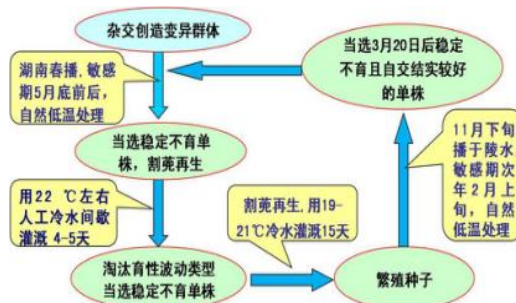 杂交创造变异群体
湖南春播,敏感
期5月底前后,
自然低温处理
当选3月20日后稳定
不育且自交结实较好
的单株
当选稳定不育单
株，割蔸再生
11月下旬
播于陵水
敏感期次
年2月上
旬，自然
低温处理
用22 ℃左右
人工冷水间歇
灌溉 4-5天
割蔸再生,用19-
21℃冷水灌溉15天
淘汰育性波动类型
当选稳定不育单株
繁殖种子